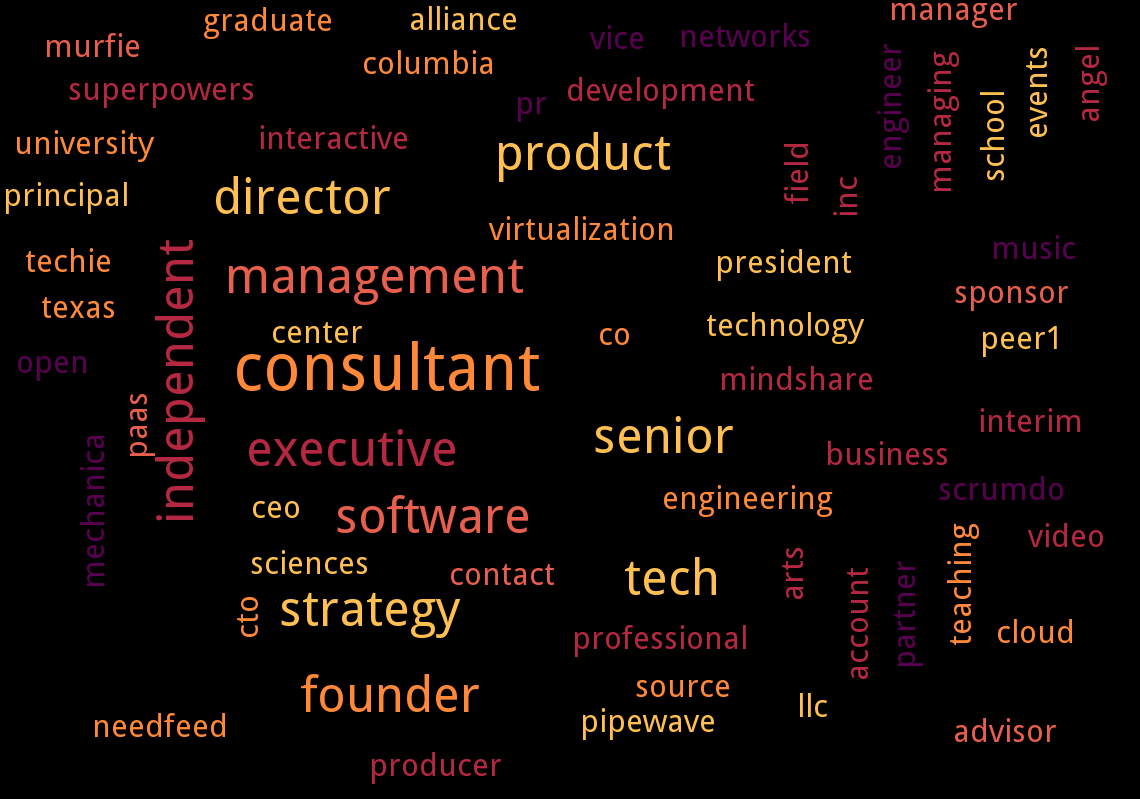 graduate
alliance
manager
murfie
columbia
vice
networks
superpowers
pr
development
engineer
managing
school
events
angel
university
interactive
product
field
inc
principal
director
virtualization
techie
independent
management
president
music
texas
center
co
technology
sponsor
peer1
open
consultant
mindshare
paas
mechanica
executive
senior
interim
business
ceo
software
engineering
scrumdo
video
sciences
contact
tech
arts
account
partner
teaching
cto
strategy
professional
cloud
founder
source
llc
needfeed
pipewave
advisor
producer